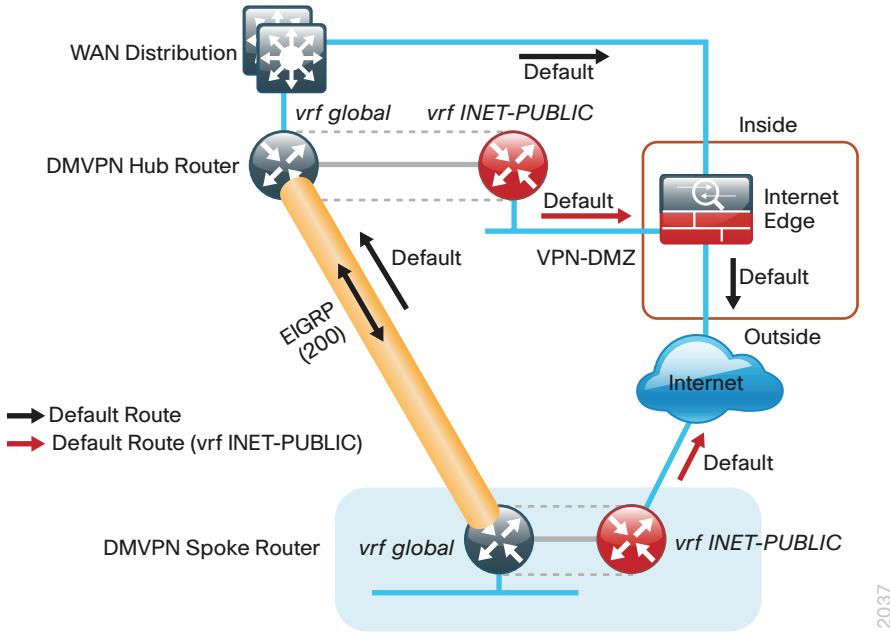 WAN Distribution
Default
vrf global
vrf INET-PUBLIC
Inside
DMVPN Hub Router
Default
Internet
Edge
VPN-DMZ
Default
Default
EIGRP
(200)
Outside
Internet
Default Route
Default Route (vrf INET-PUBLIC)
Default
DMVPN Spoke Router
vrf global
vrf INET-PUBLIC
2037